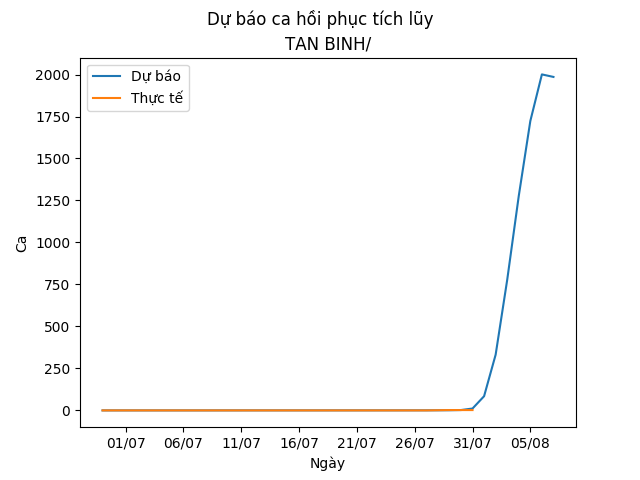 Dự báo ca hồi phục tích lũy
TAN BINH/
Dự báo
Thực tế
Ca
2000
1750
1500
1250
1000
750
500
250
0
01/07 06/07 11/07 16/07 21/07 26/07 31/07 05/08
Ngày